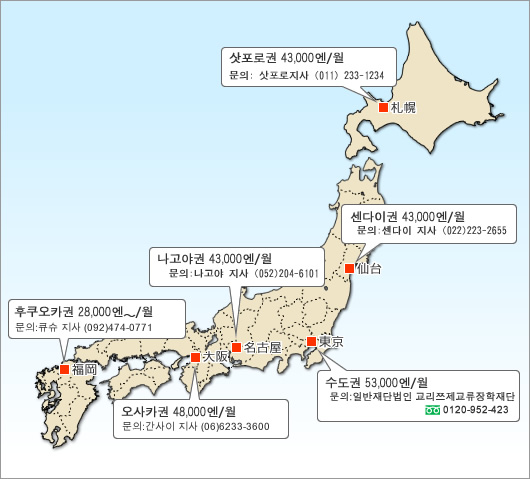 삿포로권 43,000엔/월
문의: 삿포로지사 (011) 233-1234
札幌
센다이권 43,000엔/월
문의:센다이 지사 (022)223-2655
仙台
나고야권 43,000엔/월
문의:나고야 지사 (052)204-6101
후쿠오카권 28,000엔～/월
문의:큐슈 지사 (092)474-0771
福岡
大阪
名古屋
東京
수도권 53,000엔/월
문의:일반재단법인 교리쯔제교류장학재단
0120-952-423
오사카권 48,000엔/월
문의:간사이 지사 (06)6233-3600